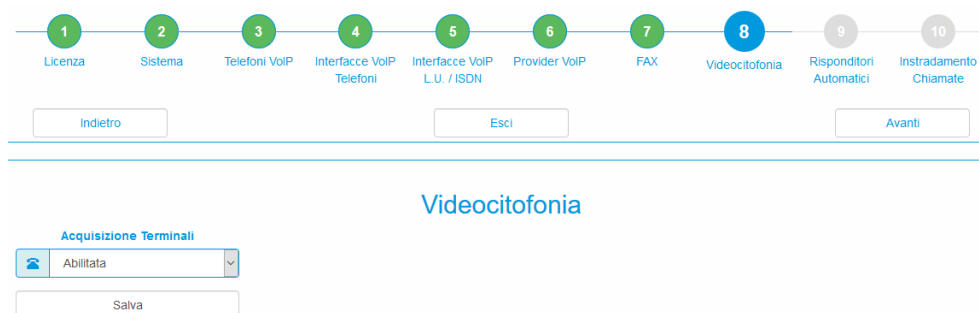 1 2 3 4 5 6 7 8 9 10
Licenza Sistema Telefoni VoIP Interfacce VoIP Interfacce VoIP Provider VoIP FAX Videocitofonia Risponditori Instradamento
Telefoni L.U. / ISDN Automatici Chiamate
Indietro Esci Avanti
Videocitofonia
Acquisizione Terminali
Abilitata
Salva